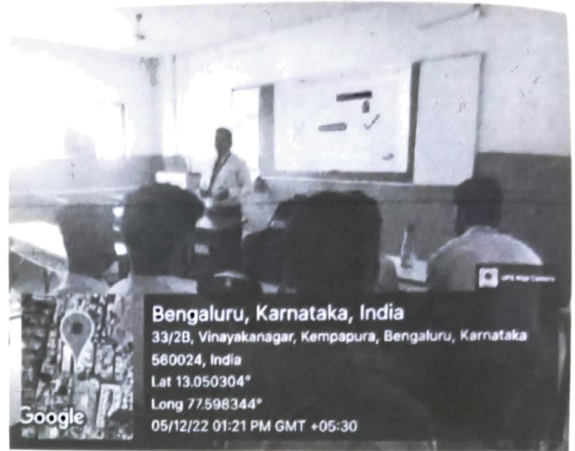 GPS Map Camera
Bengaluru, Karnataka, India
33/2B, Vinayakanagar, Kempapura, Bengaluru, Karnataka
560024, India
Lat 13.050304°
Long 77.598344°
05/12/22 01:21 PM GMT +05:30
Google